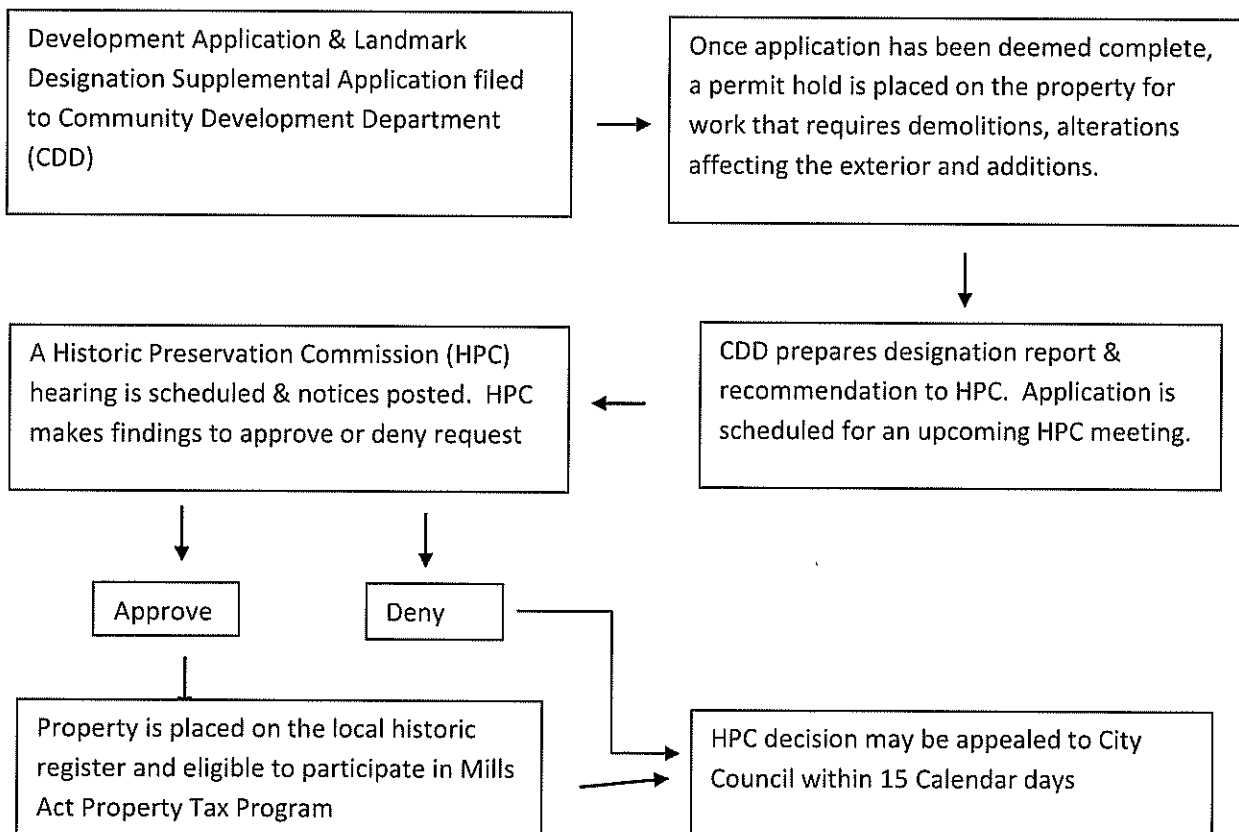 Development Application & Landmark
Designation Supplemental Application filed
to Community Development Department
(CDD)
Once application has been deemed complete,
a permit hold is placed on the property for
work that requires demolitions, alterations
affecting the exterior and additions.
CDD prepares designation report &
recommendation to HPC. Application is
scheduled for an upcoming HPC meeting.
A Historic Preservation Commission (HPC)
hearing is scheduled & notices posted. HPC
makes findings to approve or deny request
Approve
Deny
Property is placed on the local historic
register and eligible to participate in Mills
Act Property Tax Program
HPC decision may be appealed to City
Council within 15 Calendar days